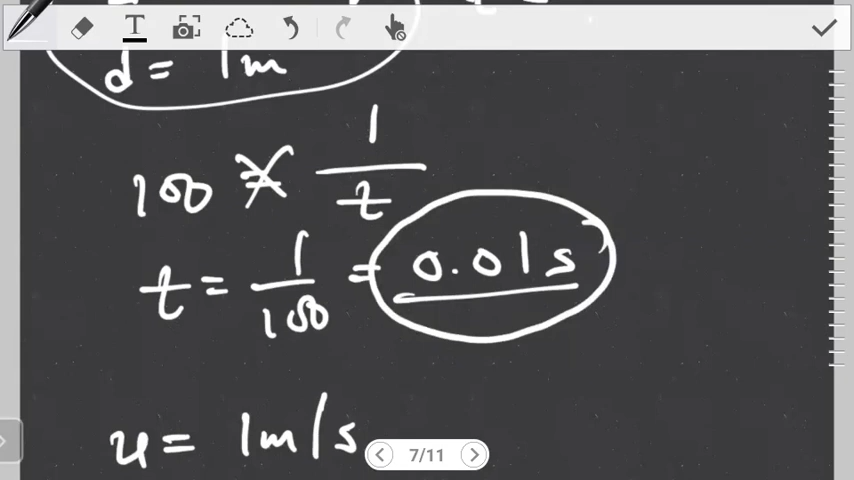 T
d = 1m
100 = 1/t
t = 1/100 = 0.01s
u = 1m/s
7/11